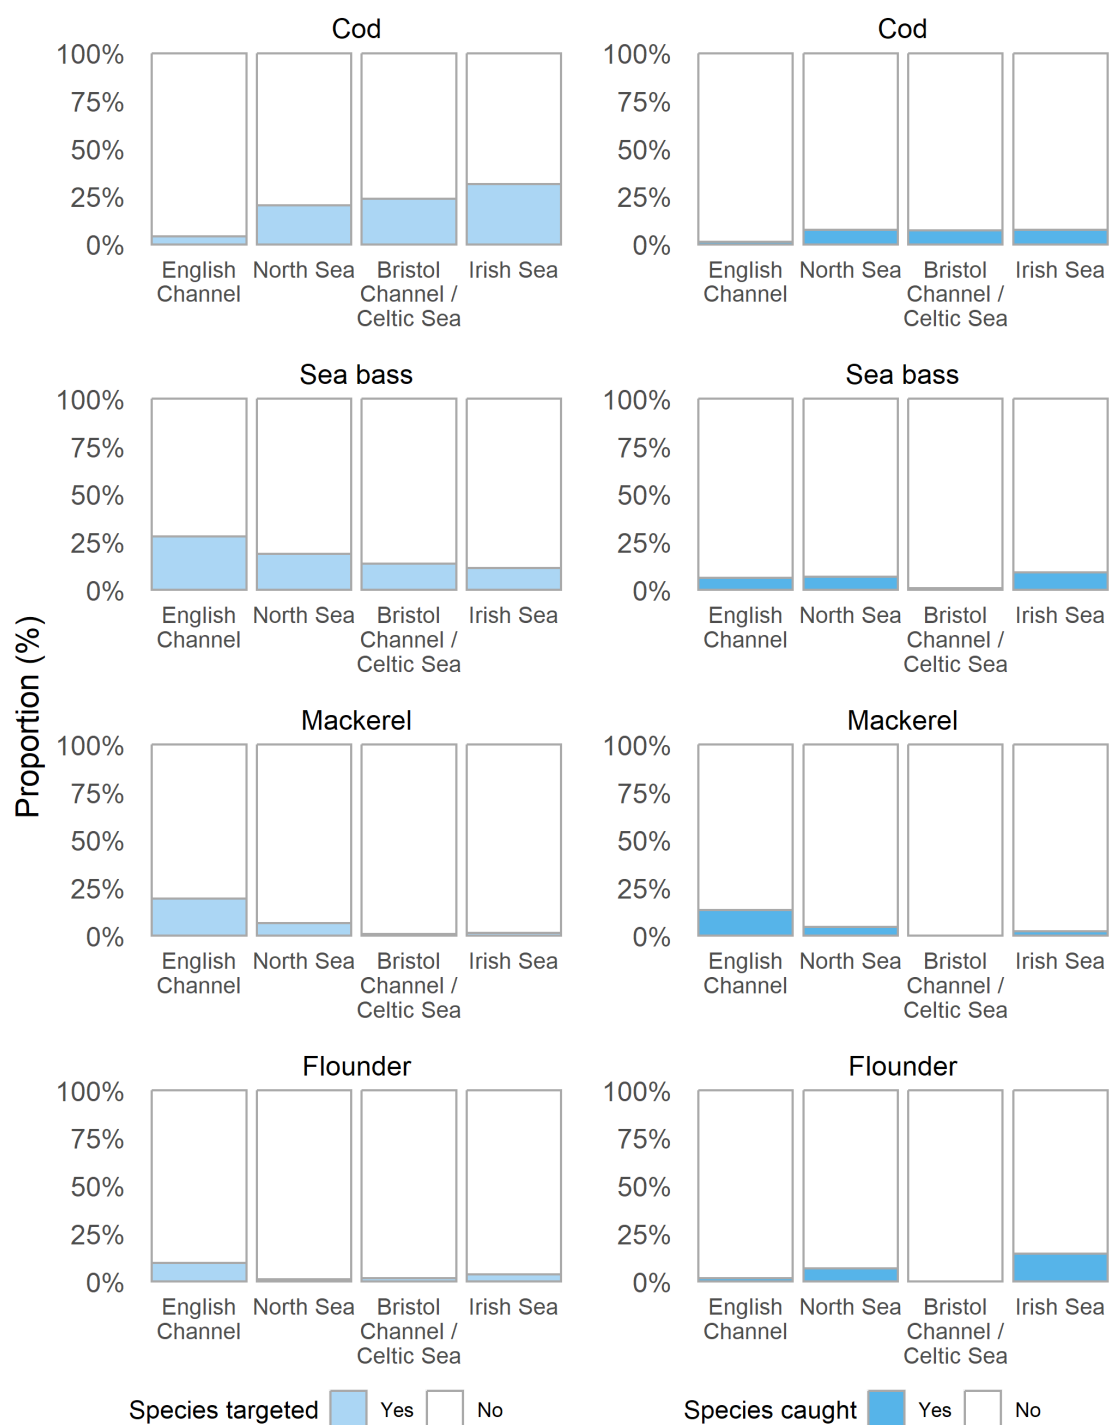 Cod
100%
75%
50%
25%
0%
English
Channel
North Sea
Bristol
Channel /
Celtic Sea
Irish Sea
Cod
100%
75%
50%
25%
0%
English
Channel
North Sea
Bristol
Channel /
Celtic Sea
Irish Sea
Sea bass
100%
75%
50%
25%
0%
English
Channel
North Sea
Bristol
Channel /
Celtic Sea
Irish Sea
Sea bass
100%
75%
50%
25%
0%
English
Channel
North Sea
Bristol
Channel /
Celtic Sea
Irish Sea
Proportion (%)
Mackerel
100%
75%
50%
25%
0%
English
Channel
North Sea
Bristol
Channel /
Celtic Sea
Irish Sea
Mackerel
100%
75%
50%
25%
0%
English
Channel
North Sea
Bristol
Channel /
Celtic Sea
Irish Sea
Flounder
100%
75%
50%
25%
0%
English
Channel
North Sea
Bristol
Channel /
Celtic Sea
Irish Sea
Flounder
100%
75%
50%
25%
0%
English
Channel
North Sea
Bristol
Channel /
Celtic Sea
Irish Sea
Species targeted Yes No
Species caught Yes No